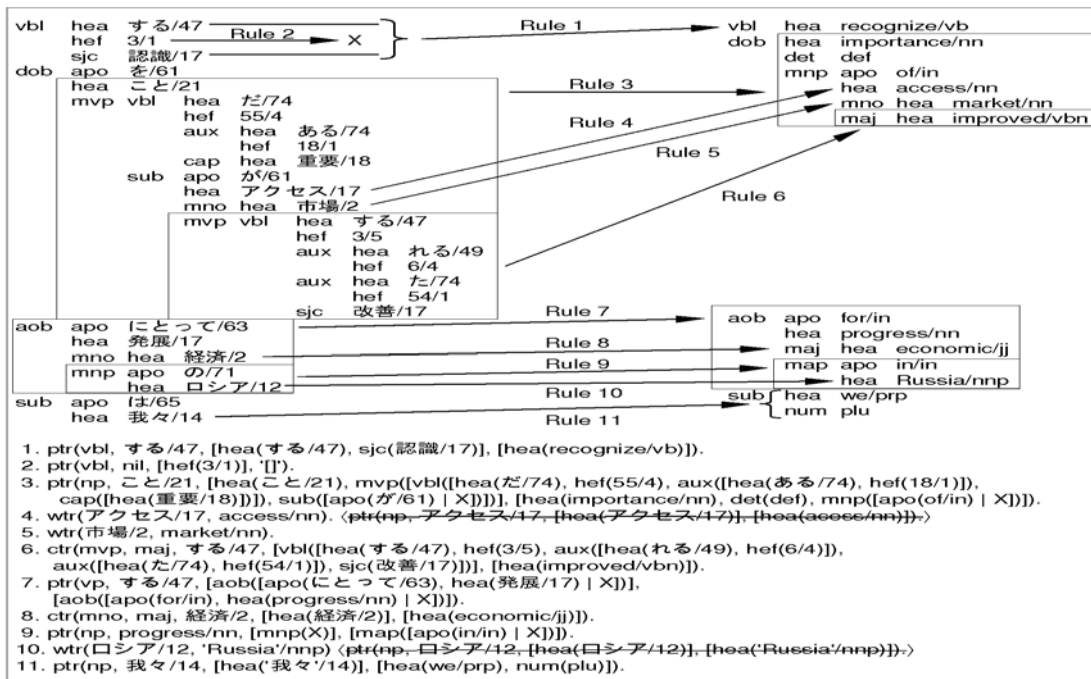 vbl hea する/47 Rule 1 vbl hea recognize/vb
hef 3/1 Rule 2 X dob hea importance/nn
sjc 認識/17 det def
dob apo を/61 mnp apo of/in
hea こと/21 Rule 3 hea access/nn
mvp vbl hea だ/74 mno hea market/nn
hef 55/4 Rule 4 maj hea improved/vbn
aux hea ある/74
hef 18/1 Rule 5
cap hea 重要/18
sub apo が/61
hea アクセス/17 Rule 6
mno hea 市場/2
mvp vbl hea する/47
hef 3/5
aux hea れる/49
hef 6/4
aux hea た/74
hef 54/1
sjc 改善/17 Rule 7
aob apo にとって/63 aob apo for/in
hea 発展/17 Rule 8 hea progress/nn
mno hea 経済/2 maj hea economic/jj
mnp apo の/71 Rule 9 map apo in/in
hea ロシア/12 Rule 10 hea Russia/nnp
sub apo は/65 sub hea we/prp
hea 我々/14 Rule 11 num plu
1. ptr(vbl, する/47, [hea(する/47), sjc(認識/17)], [hea(recognize/vb)]).
2. ptr(vbl, nil, [hef(3/1)], '[]').
3. ptr(np, こと/21, [hea(こと/21), mvp([vbl([hea(だ/74), hef(55/4), aux([hea(ある/74), hef(18/1)]),
cap([hea(重要/18)])]), sub([apo(が/61) | X])])], [hea(importance/nn), det(def), mnp([apo(of/in) | X])]).
4. wtr(アクセス/17, access/nn). 〈ptr(np, アクセス/17, [hea(アクセス/17)], [hea(acess/nn)]).〉
5. wtr(市場/2, market/nn).
6. ctr(mvp, maj, する/47, [vbl([hea(する/47), hef(3/5), aux([hea(れる/49), hef(6/4)]),
aux([hea(た/74), hef(54/1)]), sjc(改善/17)])], [hea(improved/vbn)]).
7. ptr(vp, する/47, [aob([apo(にとって/63), hea(発展/17) | X])],
[aob([apo(for/in), hea(progress/nn) | X])]).
8. ctr(mno, maj, 経済/2, [hea(経済/2)], [hea(economic/jj)]).
9. ptr(np, progress/nn, [mnp(X)], [map([apo(in/in) | X])]).
10. wtr(ロシア/12, 'Russia'/nnp) 〈ptr(np, ロシア/12, [hea(ロシア/12)], [hea('Russia'/nnp)]).〉
11. ptr(np, 我々/14, [hea('我々'/14)], [hea(we/prp), num(plu)]).